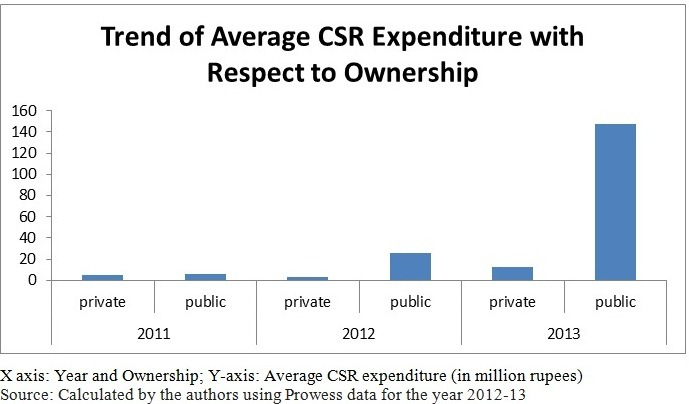 Trend of Average CSR Expenditure with
Respect to Ownership
160
140
120
100
80
60
40
20
0
private public private public private public
2011 2012 2013
X axis: Year and Ownership; Y-axis: Average CSR expenditure (in million rupees)
Source: Calculated by the authors using Prowess data for the year 2012-13